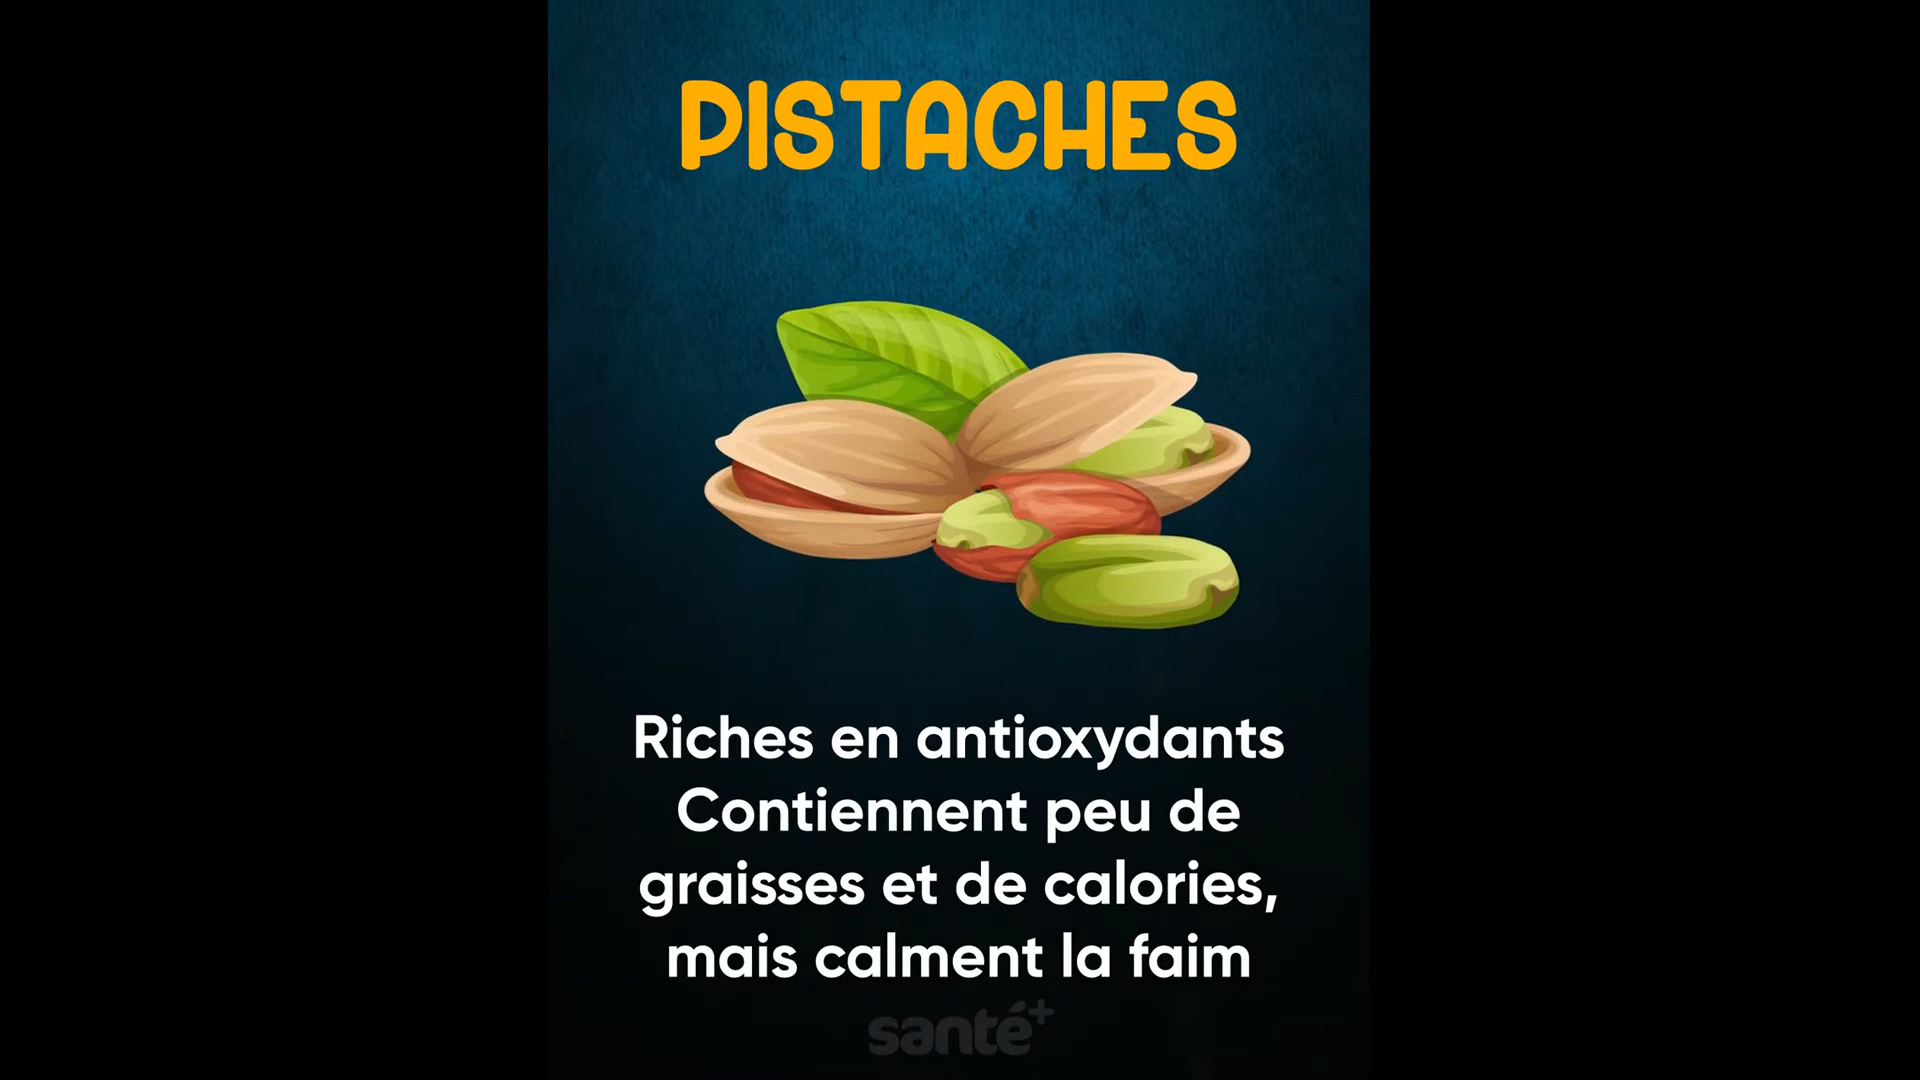 PISTACHES
Riches en antioxydants
Contiennent peu de
graisses et de calories,
mais calment la faim
santé+